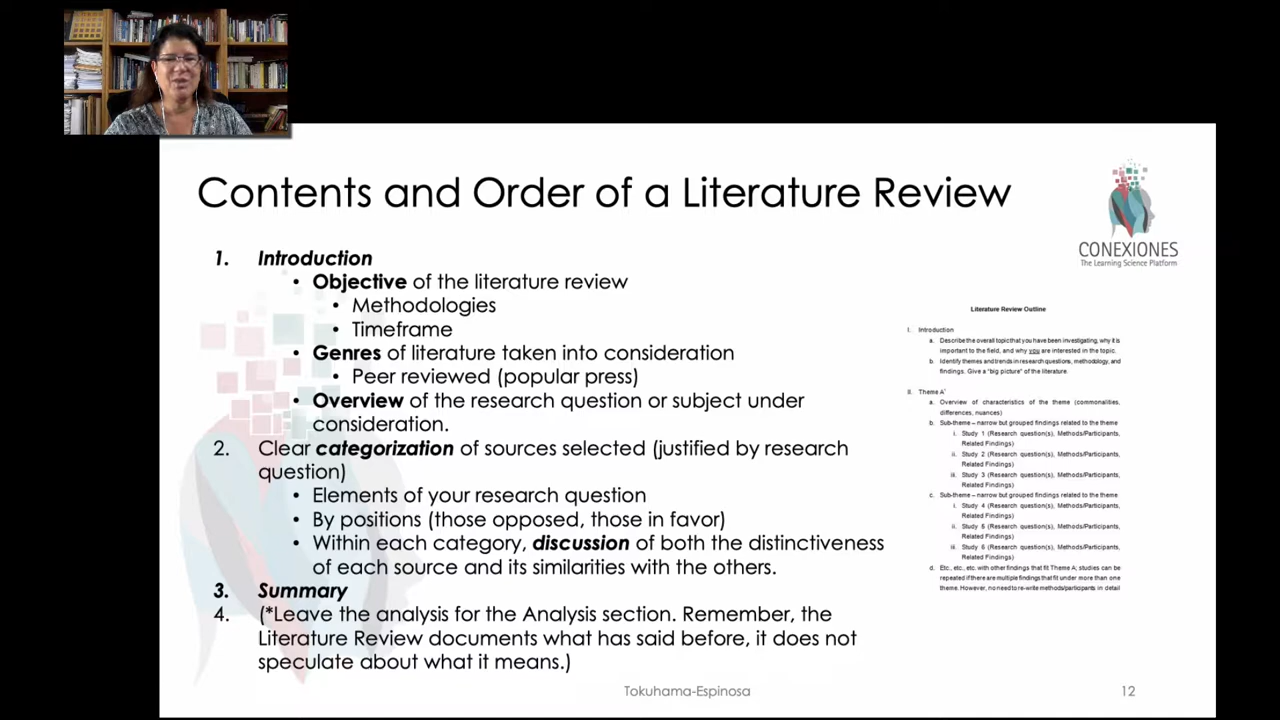 Contents and Order of a Literature Review
CONEXIONES
The Learning Science Platform
1. Introduction
• Objective of the literature review
• Methodologies
• Timeframe
• Genres of literature taken into consideration
• Peer reviewed (popular press)
• Overview of the research question or subject under
consideration.
2. Clear categorization of sources selected (justified by research
question)
• Elements of your research question
• By positions (those opposed, those in favor)
• Within each category, discussion of both the distinctiveness
of each source and its similarities with the others.
3. Summary
4. (*Leave the analysis for the Analysis section. Remember, the
Literature Review documents what has said before, it does not
speculate about what it means.)
Literature Review Outline
I. Introduction
a. Describe the overall topic that you have been investigating, why it is
important to the field, and why you are interested in the topic.
b. Identify themes and trends in research questions, methodology, and
findings. Give a "big picture" of the literature.
II. Theme A*
a. Overview of characteristics of the theme (commonalities,
differences, nuances)
b. Sub-theme – narrow but grouped findings related to the theme
i. Study 1 (Research question(s), Methods/Participants,
Related Findings)
ii. Study 2 (Research question(s), Methods/Participants,
Related Findings)
iii. Study 3 (Research question(s), Methods/Participants,
Related Findings)
c. Sub-theme – narrow but grouped findings related to the theme
i. Study 4 (Research question(s), Methods/Participants,
Related Findings)
ii. Study 5 (Research question(s), Methods/Participants,
Related Findings)
iii. Study 6 (Research question(s), Methods/Participants,
Related Findings)
d. Etc., etc., etc. with other findings that fit Theme A; studies can be
repeated if there are multiple findings that fit under more than one
theme. However, no need to re-write methods/participants in detail
Tokuhama-Espinosa
12